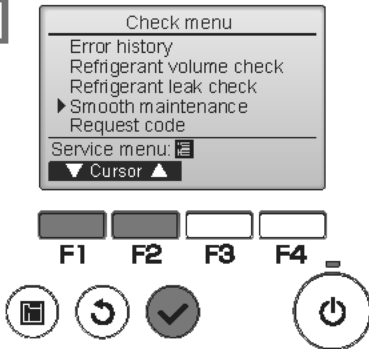 Check menu
Error history
Refrigerant volume check
Refrigerant leak check
Smooth maintenance
Request code
Service menu:
▼ Cursor ▲
F1 F2 F3 F4